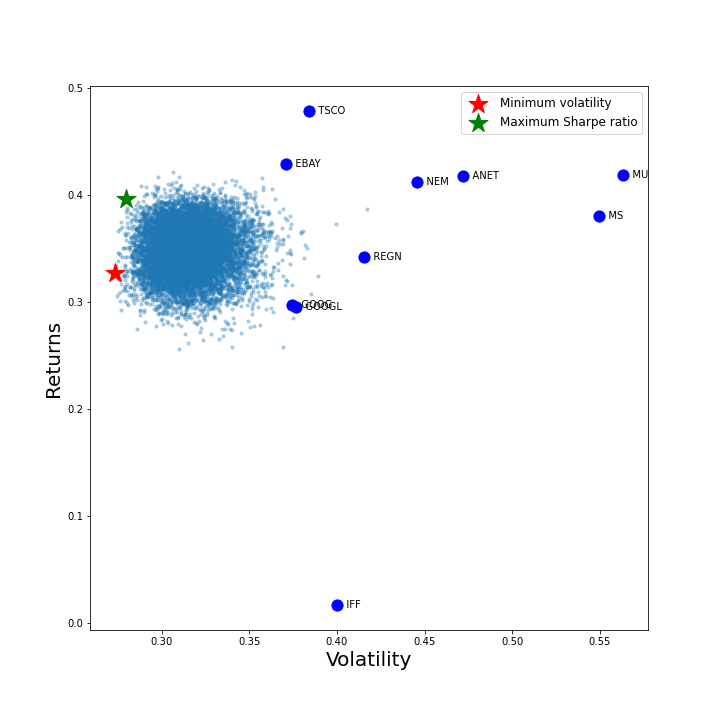 0.5
0.4
0.3
0.2
0.1
0.0
Returns
Minimum volatility
Maximum Sharpe ratio
TSCO
EBAY
NEM
ANET
MU
MS
REGN
GOOG
GOOGL
IFF
0.30
0.35
0.40
0.45
0.50
0.55
Volatility